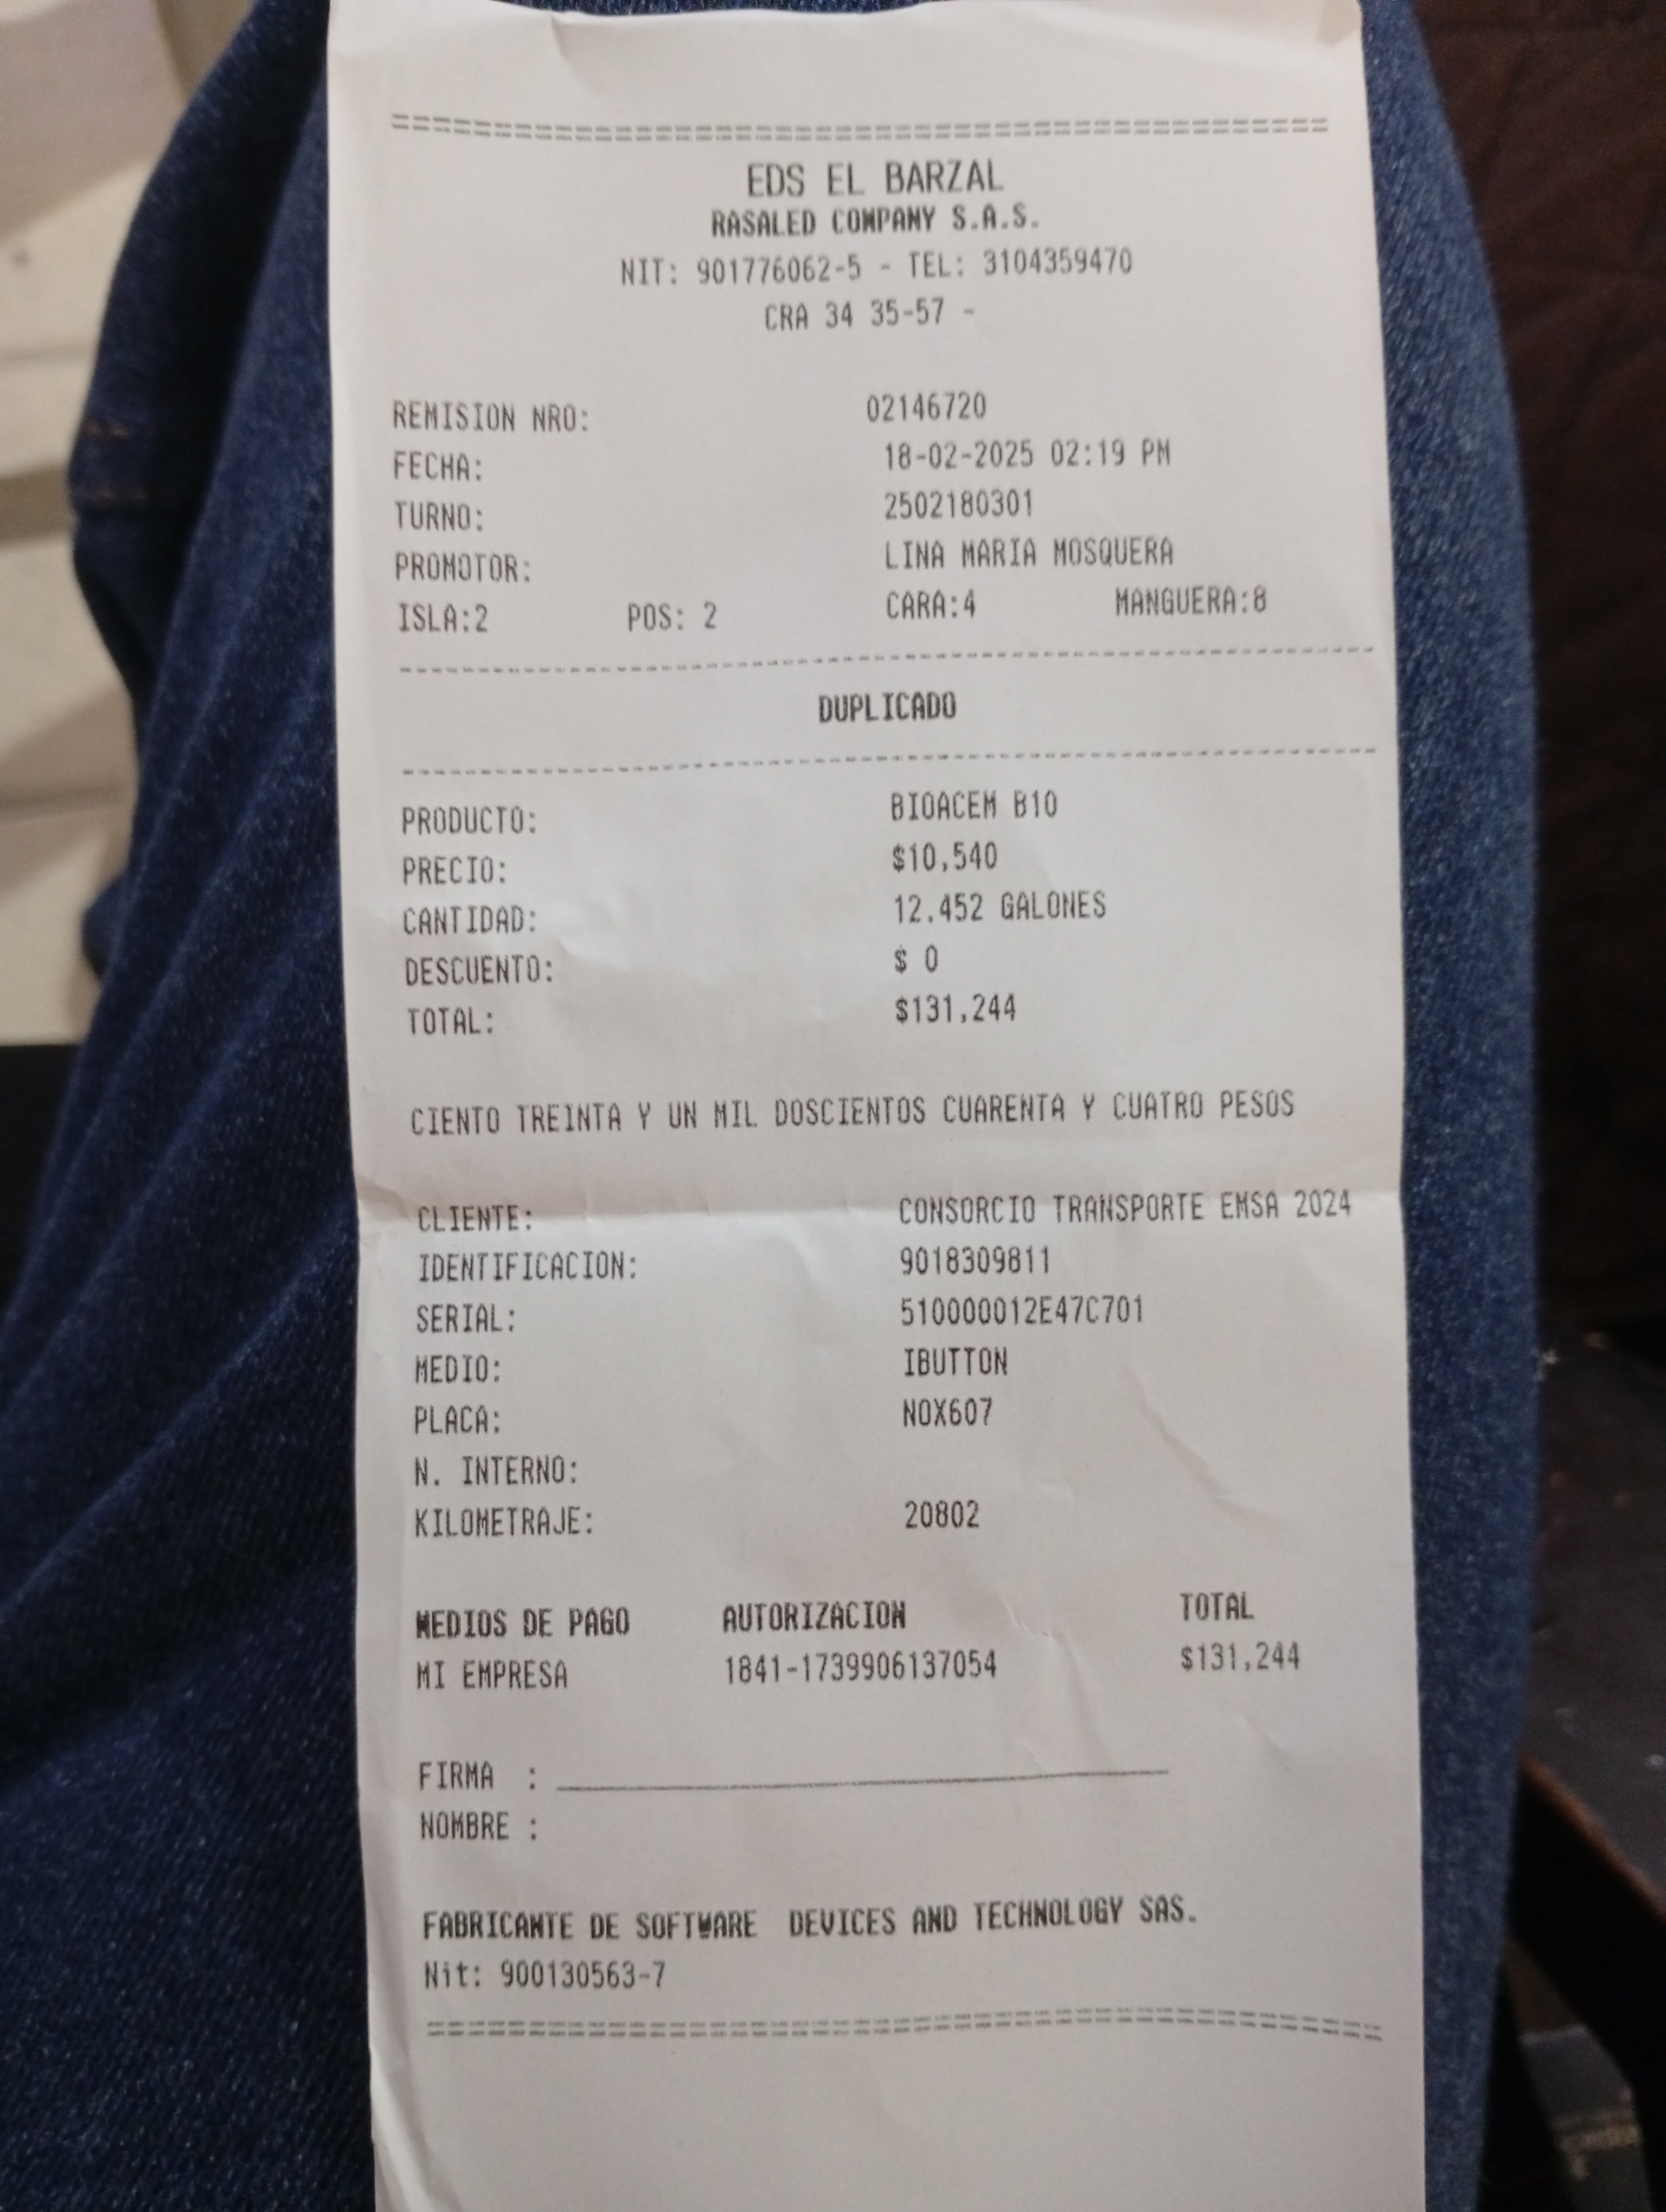 EDS EL BARZAL
RASALED COMPANY S.A.S.
NIT: 901776062-5 - TEL: 3104359470
CRA 34 35-57 -
REMISION NRO: 02146720
FECHA: 18-02-2025 02:19 PM
TURNO: 2502180301
PROMOTOR: LINA MARIA MOSQUERA
ISLA:2 POS: 2 CARA:4 MANGUERA:8
DUPLICADO
PRODUCTO: BIOACEM B10
PRECIO: $10,540
CANTIDAD: 12.452 GALONES
DESCUENTO: $ 0
TOTAL: $131,244
CIENTO TREINTA Y UN MIL DOSCIENTOS CUARENTA Y CUATRO PESOS
CLIENTE: CONSORCIO TRANSPORTE EMSA 2024
IDENTIFICACION: 9018309811
SERIAL: 510000012E47C701
MEDIO: IBUTTON
PLACA: NOX607
N. INTERNO:
KILOMETRAJE: 20802
MEDIOS DE PAGO AUTORIZACION TOTAL
MI EMPRESA 1841-1739906137054 $131,244
FIRMA :
NOMBRE :
FABRICANTE DE SOFTWARE DEVICES AND TECHNOLOGY SAS.
Nit: 900130563-7